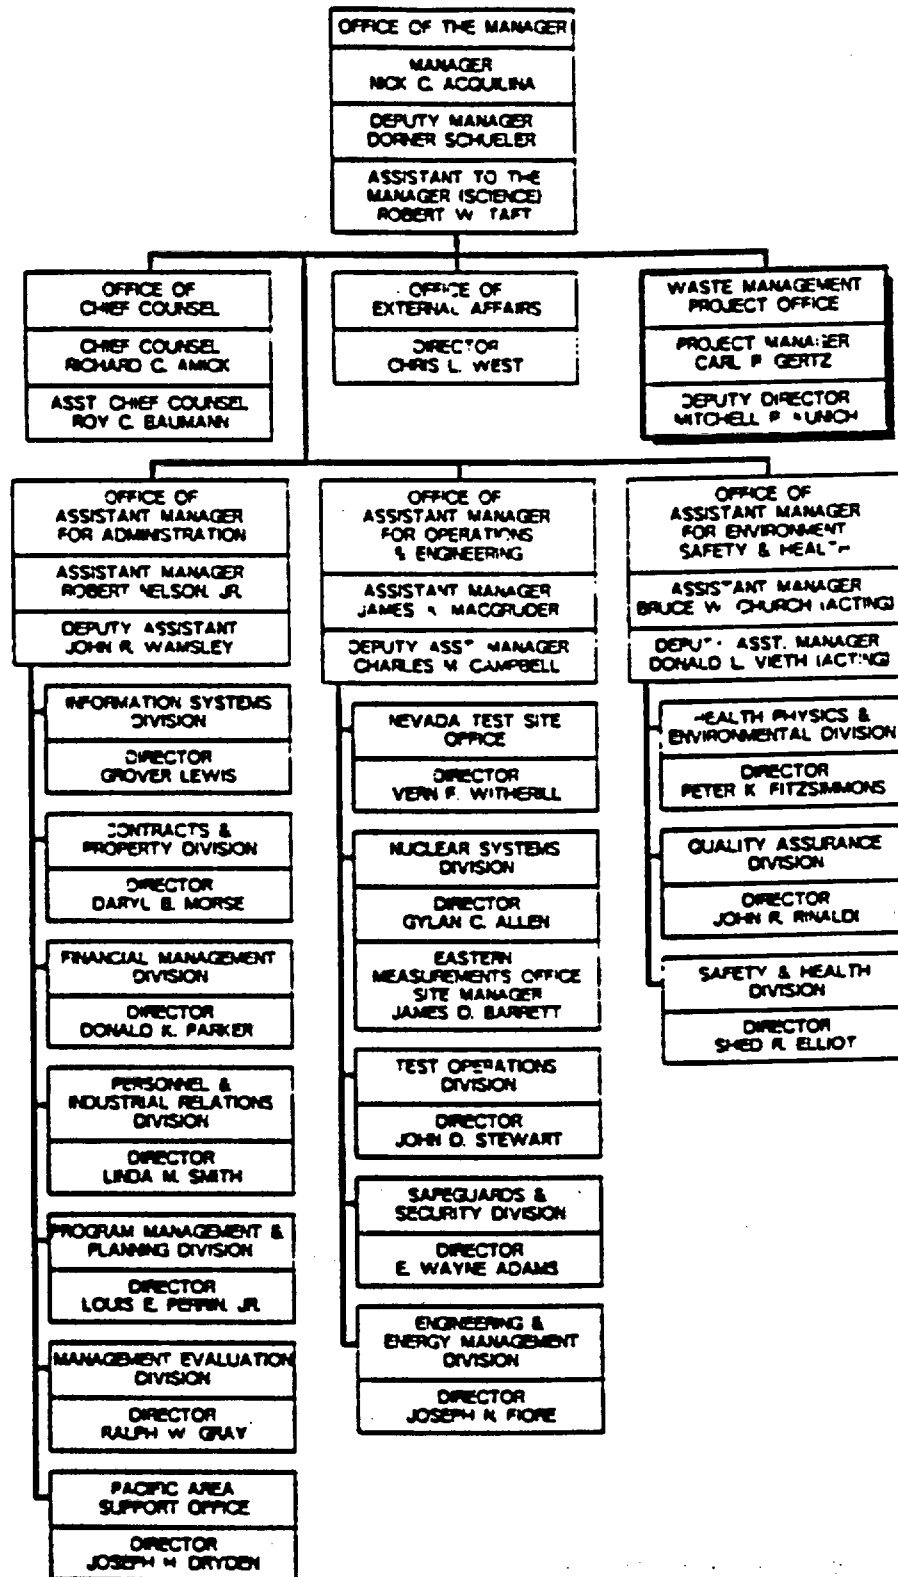 OFFICE OF THE MANAGER
MANAGER
NICK C. ACQUILINA
DEPUTY MANAGER
DORNER SCHUELER
ASSISTANT TO THE
MANAGER (SCIENCE)
ROBERT W. TAFT
OFFICE OF
CHIEF COUNSEL
CHIEF COUNSEL
RICHARD C. AMICK
ASST CHIEF COUNSEL
ROY C. BAUMANN
OFFICE OF
EXTERNAL AFFAIRS
DIRECTOR
CHRIS L. WEST
WASTE MANAGEMENT
PROJECT OFFICE
PROJECT MANAGER
CARL P. GERTZ
DEPUTY DIRECTOR
MITCHELL P.
OFFICE OF
ASSISTANT MANAGER
FOR ADMINISTRATION
ASSISTANT MANAGER
ROBERT NELSON, JR.
DEPUTY ASSISTANT
JOHN R. WAMSLEY
INFORMATION SYSTEMS
DIVISION
DIRECTOR
GROVER LEWIS
CONTRACTS &
PROPERTY DIVISION
DIRECTOR
DARYL B. MORSE
FINANCIAL MANAGEMENT
DIVISION
DIRECTOR
DONALD K. PARKER
PERSONNEL &
INDUSTRIAL RELATIONS
DIVISION
DIRECTOR
LINDA M. SMITH
PROGRAM MANAGEMENT &
PLANNING DIVISION
DIRECTOR
LOUIS E. PERRIN, JR.
MANAGEMENT EVALUATION
DIVISION
DIRECTOR
RALPH W. GRAY
PACIFIC AREA
SUPPORT OFFICE
DIRECTOR
JOSEPH H. DRYDEN
OFFICE OF
ASSISTANT MANAGER
FOR OPERATIONS
& ENGINEERING
ASSISTANT MANAGER
JAMES MACGRUDER
DEPUTY ASST MANAGER
CHARLES M. CAMPBELL
NEVADA TEST SITE
OFFICE
DIRECTOR
VERN F. WITHERILL
NUCLEAR SYSTEMS
DIVISION
DIRECTOR
GYLAN C. ALLEN
EASTERN
MEASUREMENTS OFFICE
SITE MANAGER
JAMES D. BARRETT
TEST OPERATIONS
DIVISION
DIRECTOR
JOHN D. STEWART
SAFEGUARDS &
SECURITY DIVISION
DIRECTOR
E. WAYNE ADAMS
ENGINEERING &
ENERGY MANAGEMENT
DIVISION
DIRECTOR
JOSEPH N. FIORE
OFFICE OF
ASSISTANT MANAGER
FOR ENVIRONMENT
SAFETY & HEALTH
ASSISTANT MANAGER
BRUCE W. CHURCH (ACTING)
DEPUTY ASST. MANAGER
DONALD L. VIETH (ACTING)
HEALTH PHYSICS &
ENVIRONMENTAL DIVISION
DIRECTOR
PETER K. FITZSIMMONS
QUALITY ASSURANCE
DIVISION
DIRECTOR
JOHN R. RINALDI
SAFETY & HEALTH
DIVISION
DIRECTOR
SHED R. ELLIOT